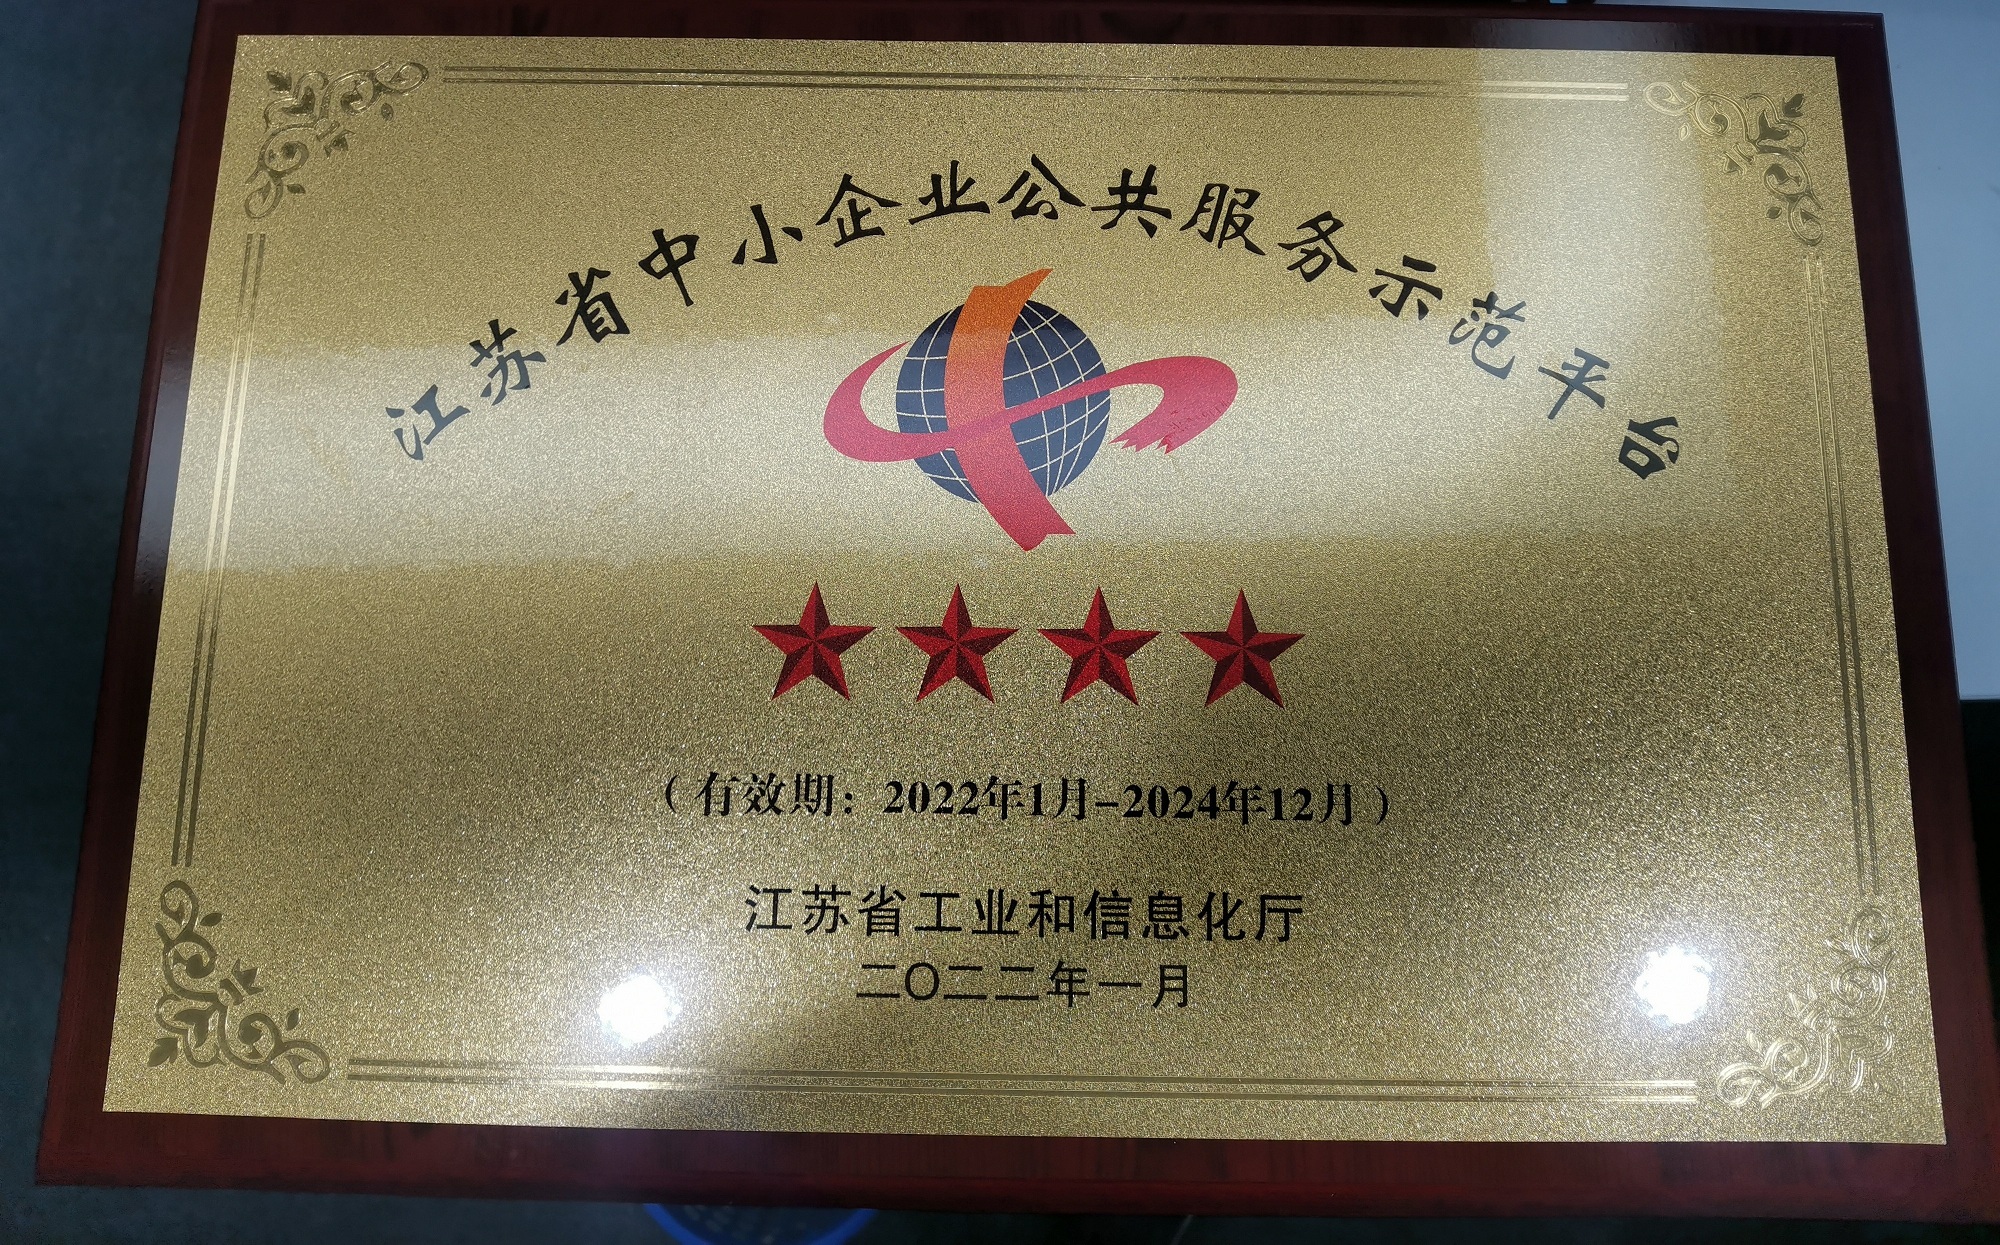 江苏省中小企业公共服务示范平台
（有效期：2022年1月-2024年12月）
江苏省工业和信息化厅
二〇二二年一月